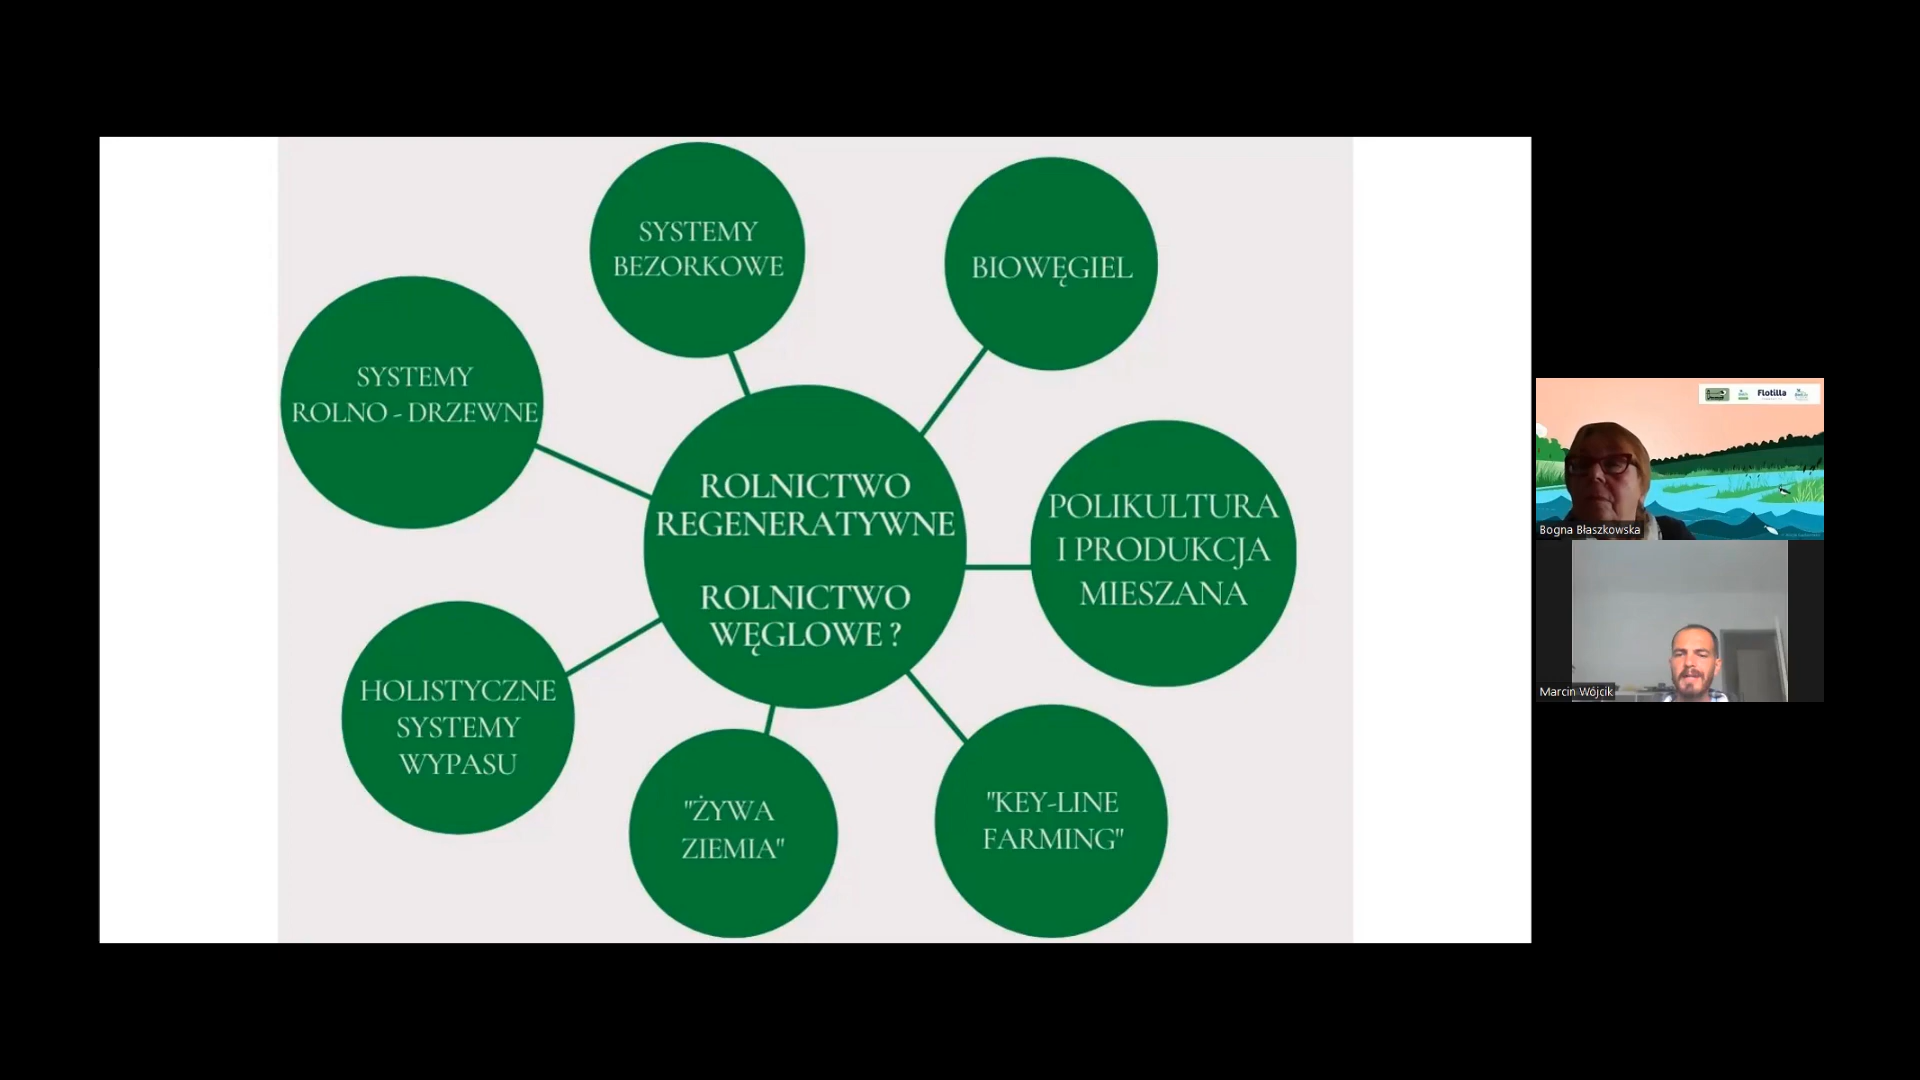 SYSTEMY
BEZORKOWE
BIOWĘGIEL
SYSTEMY
ROLNO - DRZEWNE
ROLNICTWO
REGENERATYWNE
ROLNICTWO
WĘGLOWE ?
POLIKULTURA
I PRODUKCJA
MIESZANA
HOLISTYCZNE
SYSTEMY
WYPASU
"ŻYWA
ZIEMIA"
"KEY-LINE
FARMING"
Flotilla
Bogna Błaszkowska
Marcin Wójcik